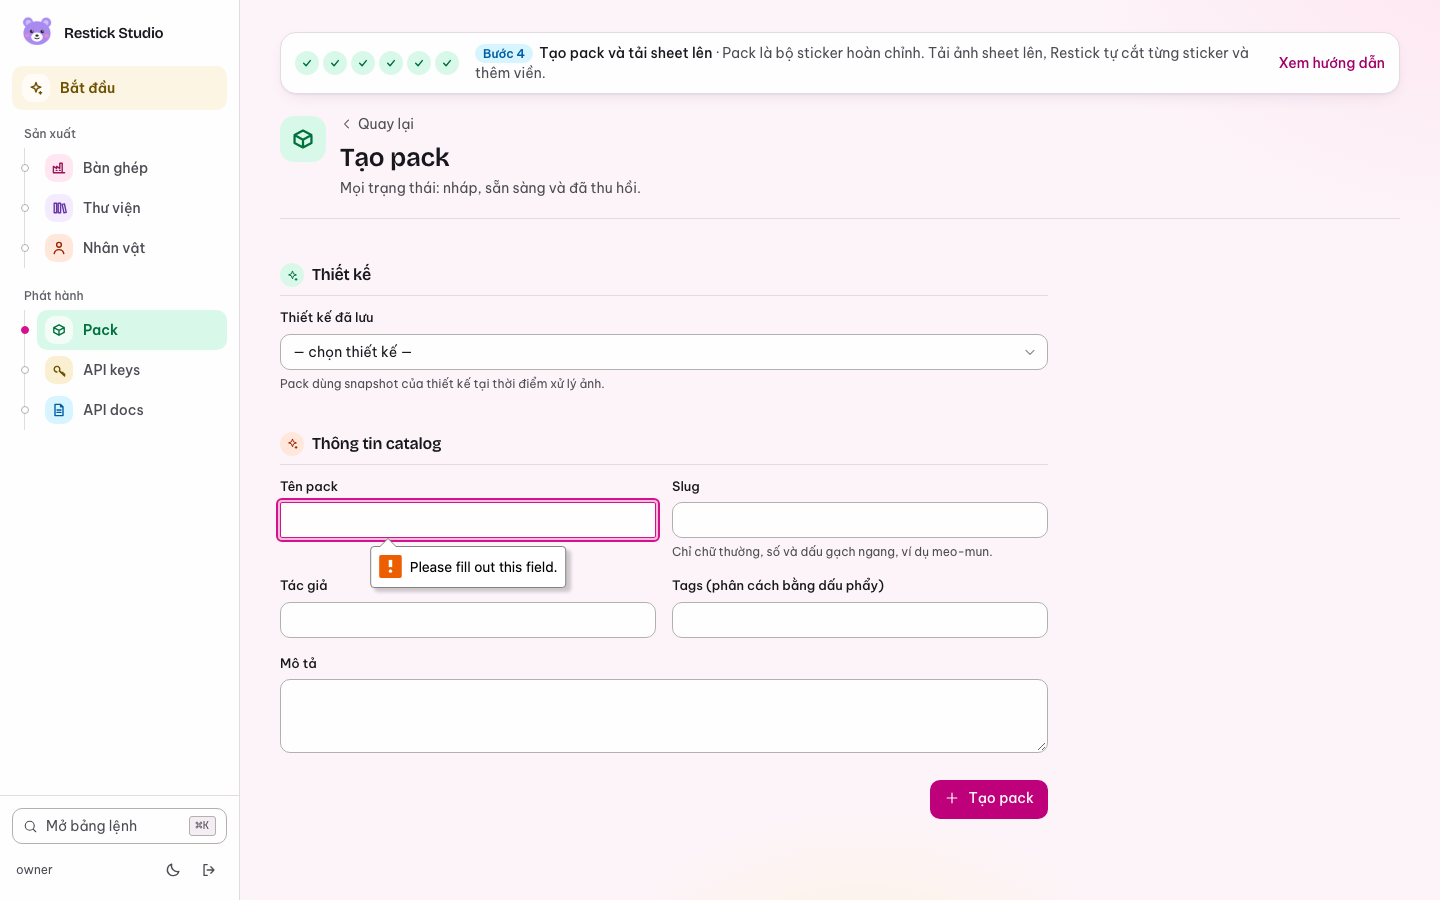 Restick Studio
Bắt đầu
Sản xuất
Bàn ghép
Thư viện
Nhân vật
Phát hành
Pack
API keys
API docs
Mở bảng lệnh
⌘K
owner
Bước 4 Tạo pack và tải sheet lên · Pack là bộ sticker hoàn chỉnh. Tải ảnh sheet lên, Restick tự cắt từng sticker và
thêm viền.
Xem hướng dẫn
Quay lại
Tạo pack
Mọi trạng thái: nháp, sẵn sàng và đã thu hồi.
Thiết kế
Thiết kế đã lưu
— chọn thiết kế —
Pack dùng snapshot của thiết kế tại thời điểm xử lý ảnh.
Thông tin catalog
Tên pack
Slug
Please fill out this field.
Chỉ chữ thường, số và dấu gạch ngang, ví dụ meo-mun.
Tác giả
Tags (phân cách bằng dấu phẩy)
Mô tả
Tạo pack